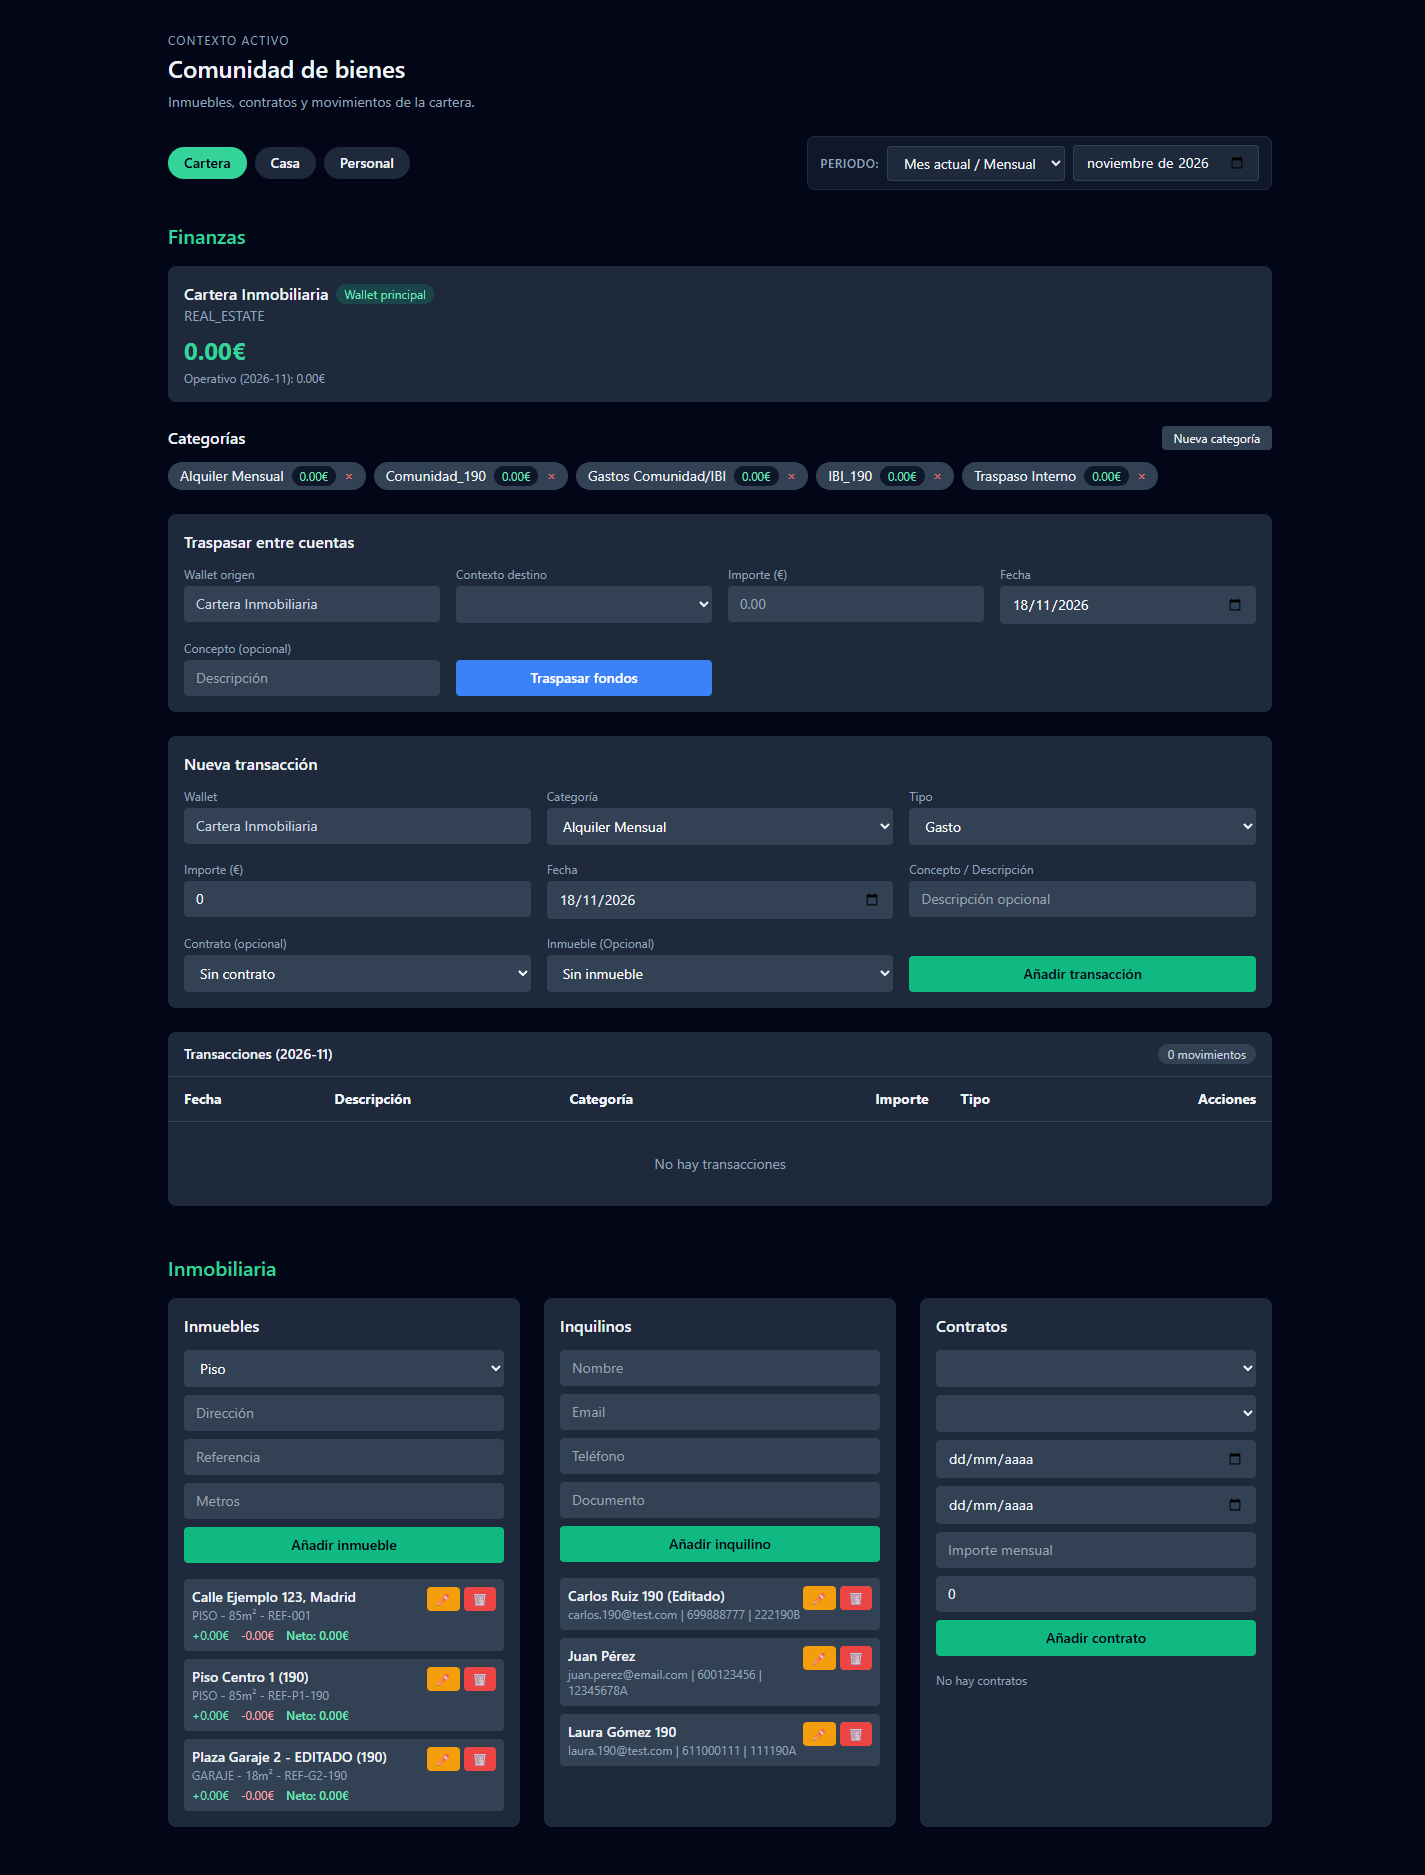 CONTEXTO ACTIVO
Comunidad de bienes
Inmuebles, contratos y movimientos de la cartera.
Cartera Casa Personal
PERIODO: Mes actual / Mensual noviembre de 2026
Finanzas
Cartera Inmobiliaria Wallet principal
REAL_ESTATE
0.00€
Operativo (2026-11): 0.00€
Categorías Nueva categoría
Alquiler Mensual 0.00€ × Comunidad_190 0.00€ × Gastos Comunidad/IBI 0.00€ × IBI_190 0.00€ × Traspaso Interno 0.00€ ×
Traspasar entre cuentas
Wallet origen Contexto destino Importe (€) Fecha
Cartera Inmobiliaria 0.00 18/11/2026
Concepto (opcional)
Descripción Traspasar fondos
Nueva transacción
Wallet Categoría Tipo
Cartera Inmobiliaria Alquiler Mensual Gasto
Importe (€) Fecha Concepto / Descripción
0 18/11/2026 Descripción opcional
Contrato (opcional) Inmueble (Opcional)
Sin contrato Sin inmueble Añadir transacción
Transacciones (2026-11) 0 movimientos
Fecha Descripción Categoría Importe Tipo Acciones
No hay transacciones
Inmobiliaria
Inmuebles
Piso
Dirección
Referencia
Metros
Añadir inmueble
Calle Ejemplo 123, Madrid
PISO - 85m² - REF-001
+0.00€ -0.00€ Neto: 0.00€
Piso Centro 1 (190)
PISO - 85m² - REF-P1-190
+0.00€ -0.00€ Neto: 0.00€
Plaza Garaje 2 - EDITADO (190)
GARAJE - 18m² - REF-G2-190
+0.00€ -0.00€ Neto: 0.00€
Inquilinos
Nombre
Email
Teléfono
Documento
Añadir inquilino
Carlos Ruiz 190 (Editado)
carlos.190@test.com | 699888777 | 222190B
Juan Pérez
juan.perez@email.com | 600123456 |
12345678A
Laura Gómez 190
laura.190@test.com | 611000111 | 111190A
Contratos
dd/mm/aaaa
dd/mm/aaaa
Importe mensual
0
Añadir contrato
No hay contratos